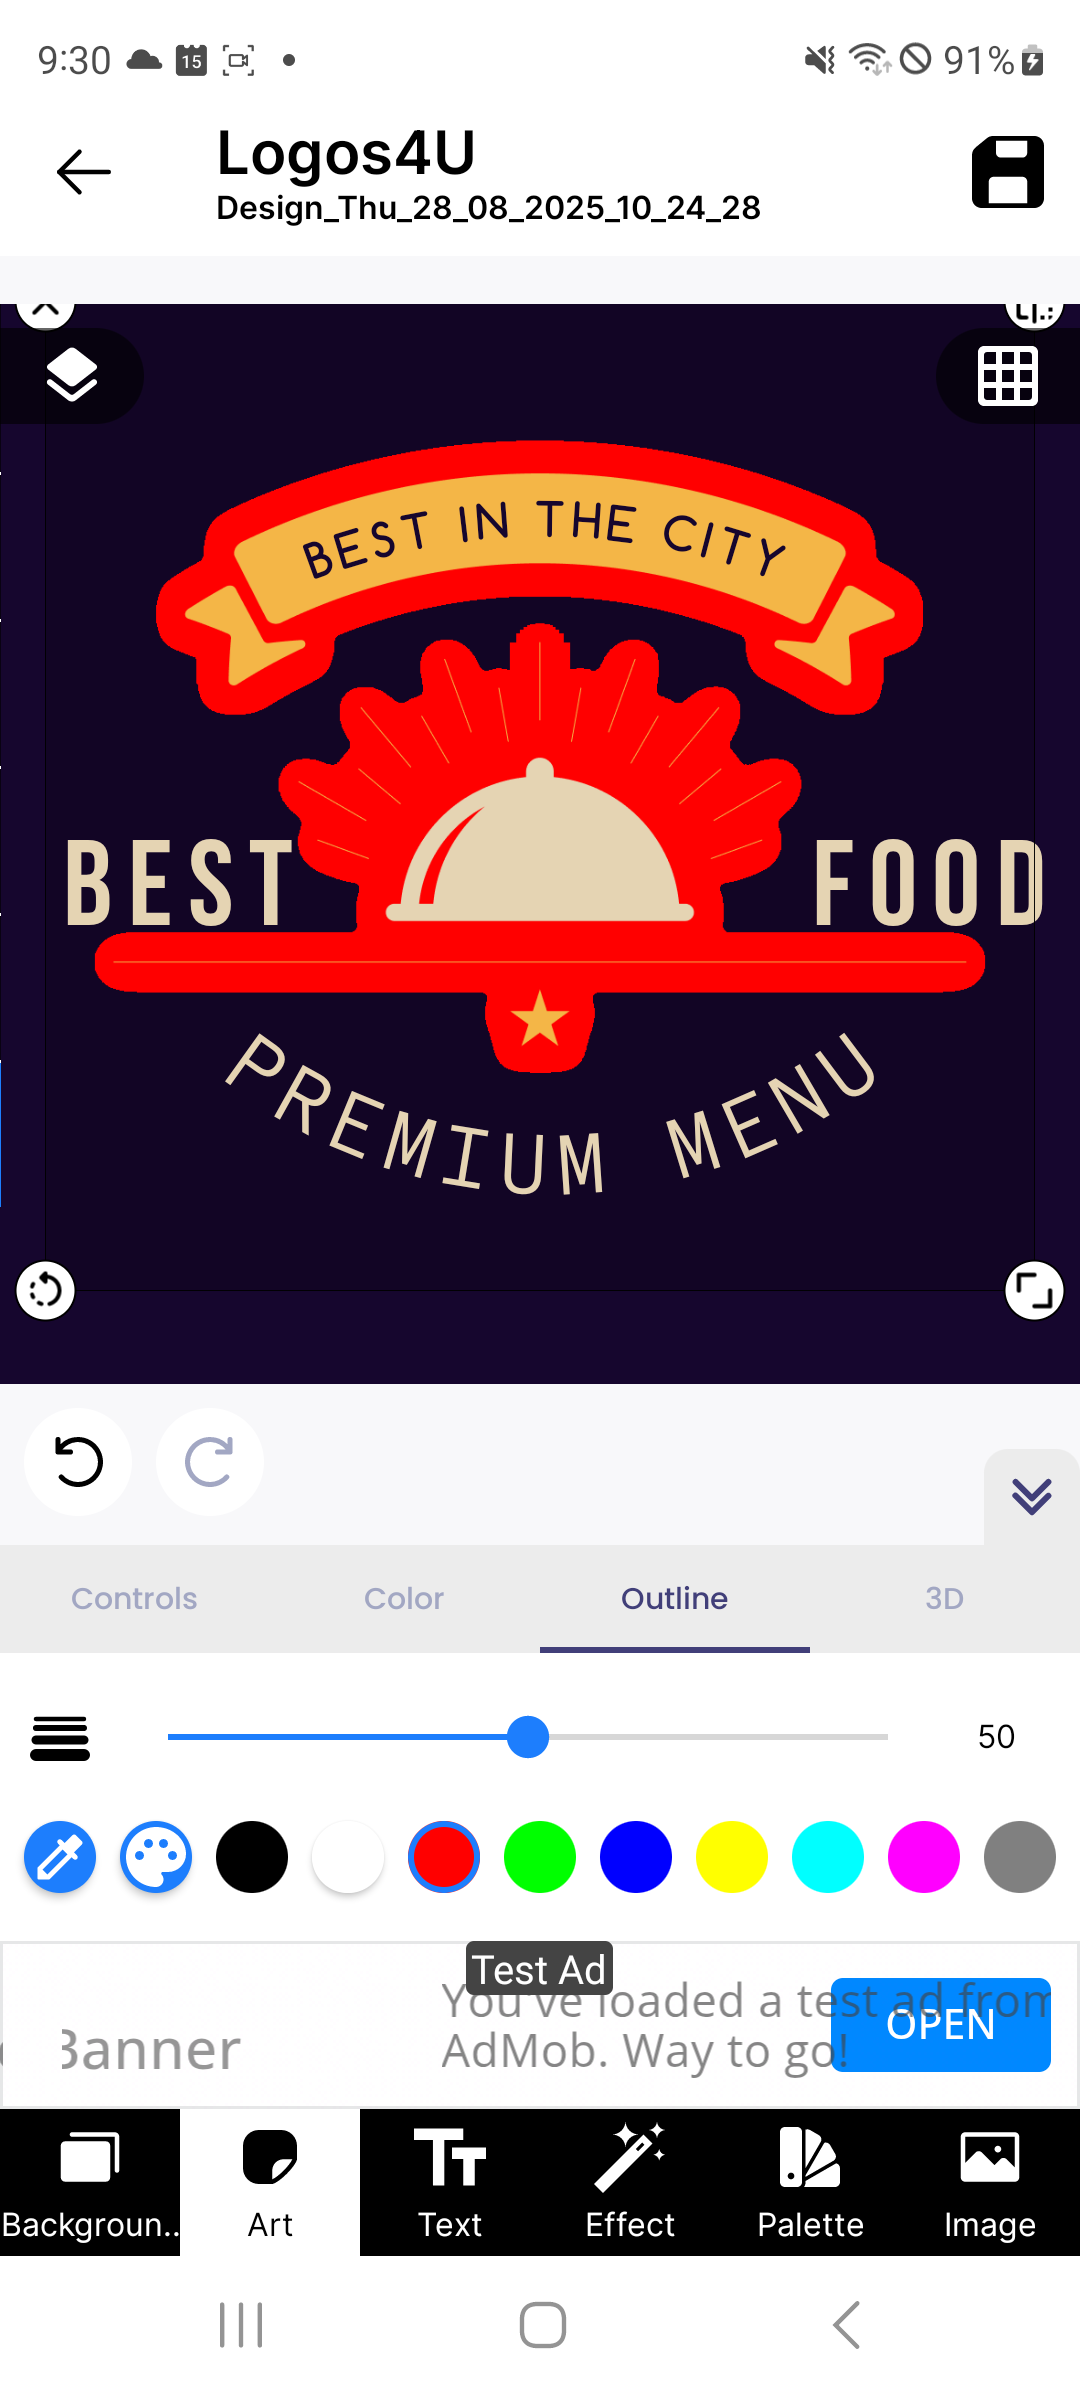 9:30
15
91%
Logos4U
Design_Thu_28_08_2025_10_24_28
BEST IN THE CITY
BEST FOOD
PREMIUM MENU
Controls Color Outline 3D
50
Test Ad
You've loaded a test ad from
AdMob. Way to go!
Banner
OPEN
Backgroun.. Art Text Effect Palette Image